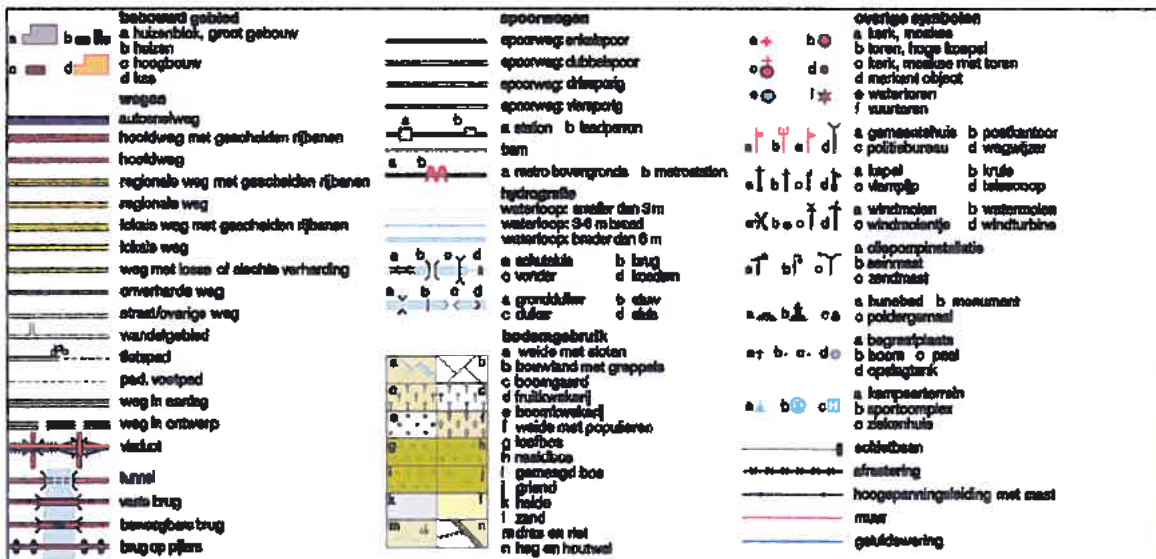 bebouwd gebied
a huizenblok, groot gebouw
b huizen
c hoogbouw
d kas
a b
c d
wegen
autosnelweg
hoofdweg met gescheiden rijbanen
hoofdweg
regionale weg met gescheiden rijbanen
regionale weg
lokale weg met gescheiden rijbanen
lokale weg
weg met losse of slechte verharding
onverharde weg
straat/overige weg
wandelgebied
fietspad
pad, voetpad
weg in aanleg
weg in ontwerp
viaduct
tunnel
vaste brug
beweegbare brug
brug op pijlers
spoorwegen
spoorweg: enkelspoor
spoorweg: dubbelspoor
spoorweg: driesporig
spoorweg: viersporig
a b
a station b laadperron
tram
a b
a metro bovengronds b metrostation
hydrografie
waterloop: smaller dan 3 m
waterloop: 3-6 m breed
waterloop: breder dan 6 m
a b c d
a schutsluis b brug
c vonder d koedam
a b c d
a grondduiker b stuw
c duiker d sluis
bodemgebruik
a weide met sloten
b bouwland met greppels
c boomgaard
d fruitkwekerij
e boomkwekerij
f weide met populieren
g loofbos
h naaldbos
i gemengd bos
j griend
k heide
l zand
m dras en riet
n heg en houtwal
a b
c d
e f
g h
i j
k l
m n
overige symbolen
a kerk, moskee
b toren, hoge koepel
c kerk, moskee met toren
d markant object
e watertoren
f vuurtoren
a b
c d
e f
a gemeentehuis b postkantoor
c politiebureau d wegwijzer
a b c d
a kapel b kruis
c vlampijp d telescoop
a b c d
a windmolen b watermolen
c windmolentje d windturbine
a b c d
a oliepompinstallatie
b seinmast
c zendmast
a b c
a hunebed b monument
c poldergemaal
a b c
a begraafplaats
b boom c paal
d opslagtank
a b c d
a kampeerterrein
b sportcomplex
c ziekenhuis
a b c H
schietbaan
afrastering
hoogspanningsleiding met mast
muur
geluidswering